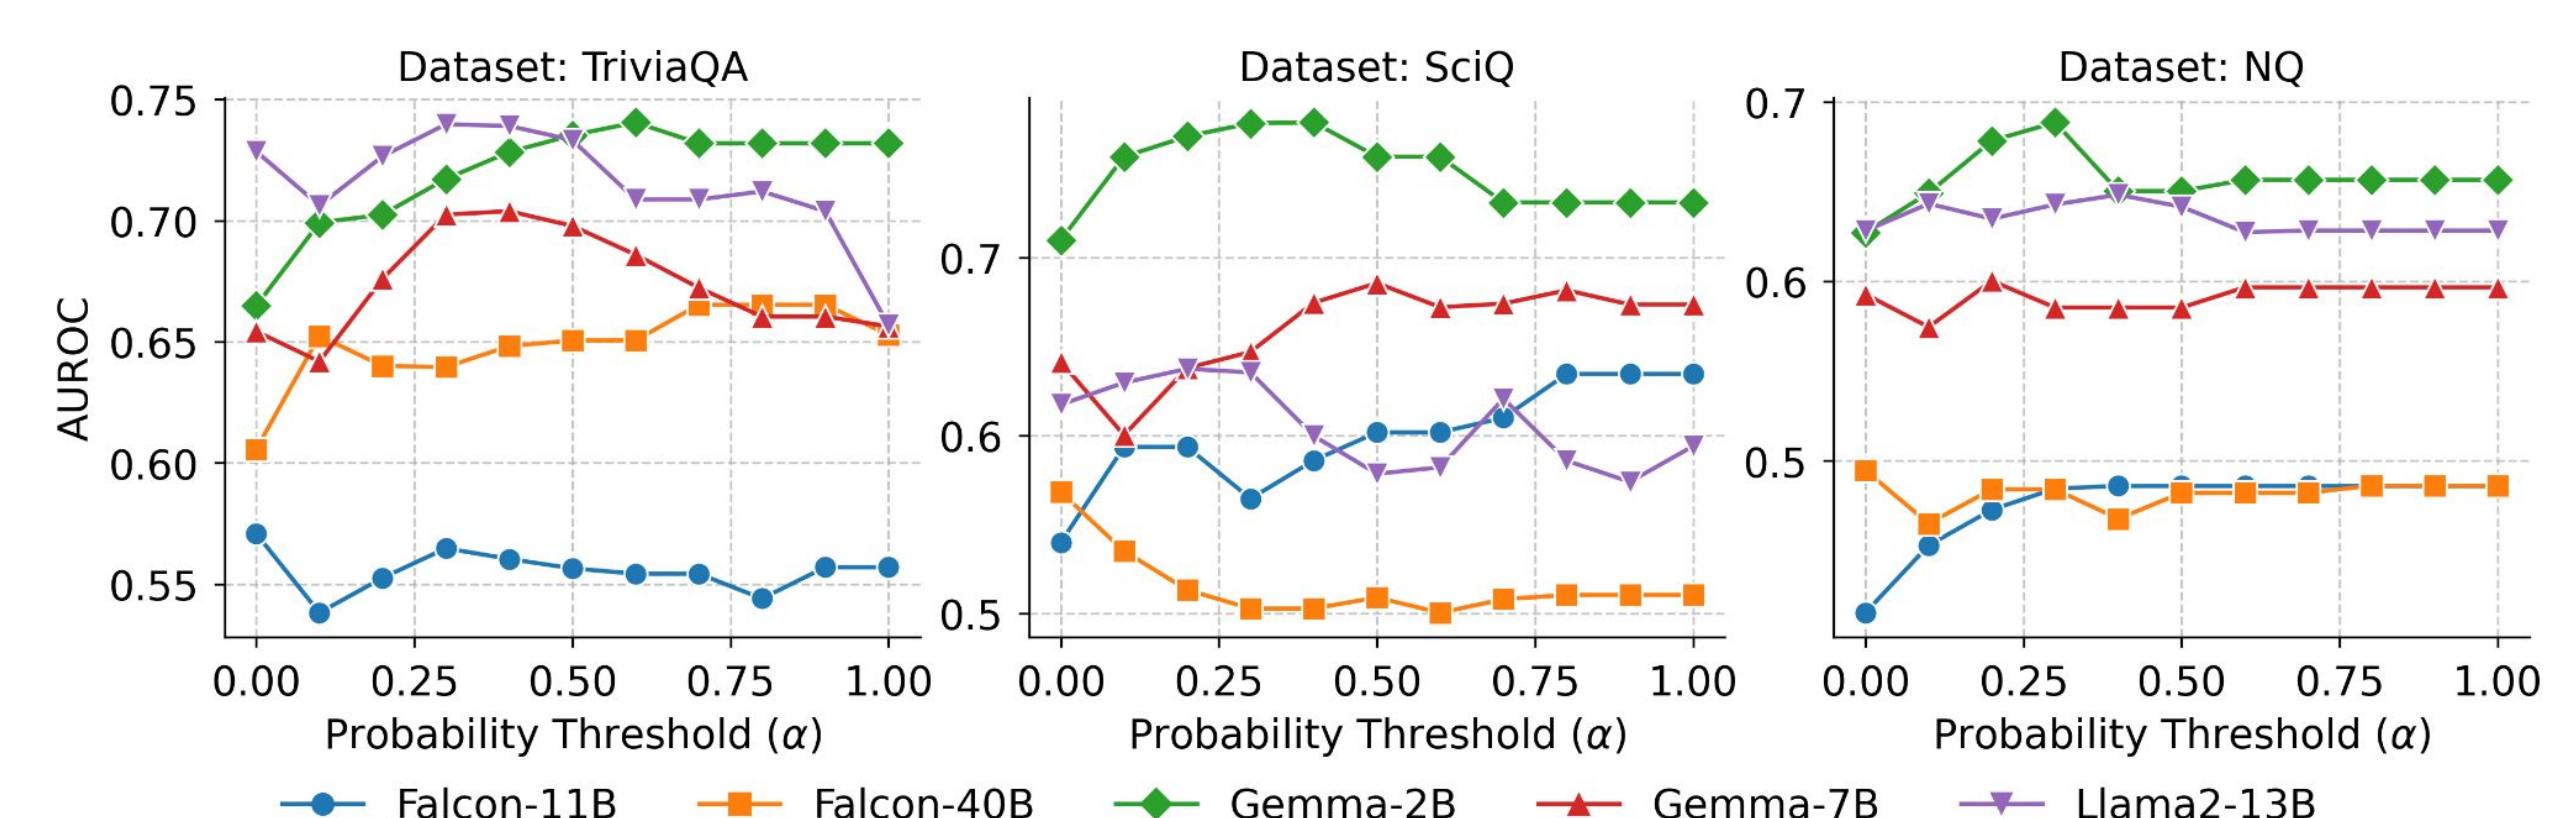 Dataset: TriviaQA
Dataset: SciQ
Dataset: NQ
AUROC
0.75
0.70
0.65
0.60
0.55
0.7
0.6
0.5
0.7
0.6
0.5
0.00 0.25 0.50 0.75 1.00
0.00 0.25 0.50 0.75 1.00
0.00 0.25 0.50 0.75 1.00
Probability Threshold (α)
Probability Threshold (α)
Probability Threshold (α)
Falcon-11B Falcon-40B Gemma-2B Gemma-7B Llama2-13B